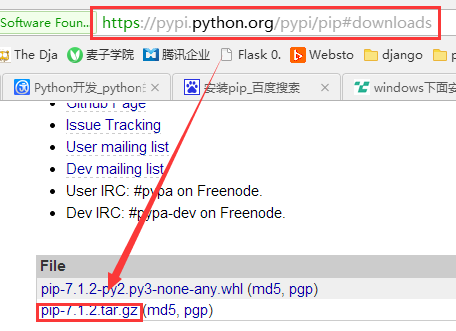 Software Foun... https://pypi.python.org/pypi/pip#downloads
The Dja 麦子学院 腾讯企业 Flask 0. Websto django
Python开发_python 安装pip_百度搜索 windows下面安
Github Page
Issue Tracking
User mailing list
Dev mailing list
User IRC: #pypa on Freenode.
Dev IRC: #pypa-dev on Freenode.
File
pip-7.1.2-py2.py3-none-any.whl (md5, pgp)
pip-7.1.2.tar.gz (md5, pgp)